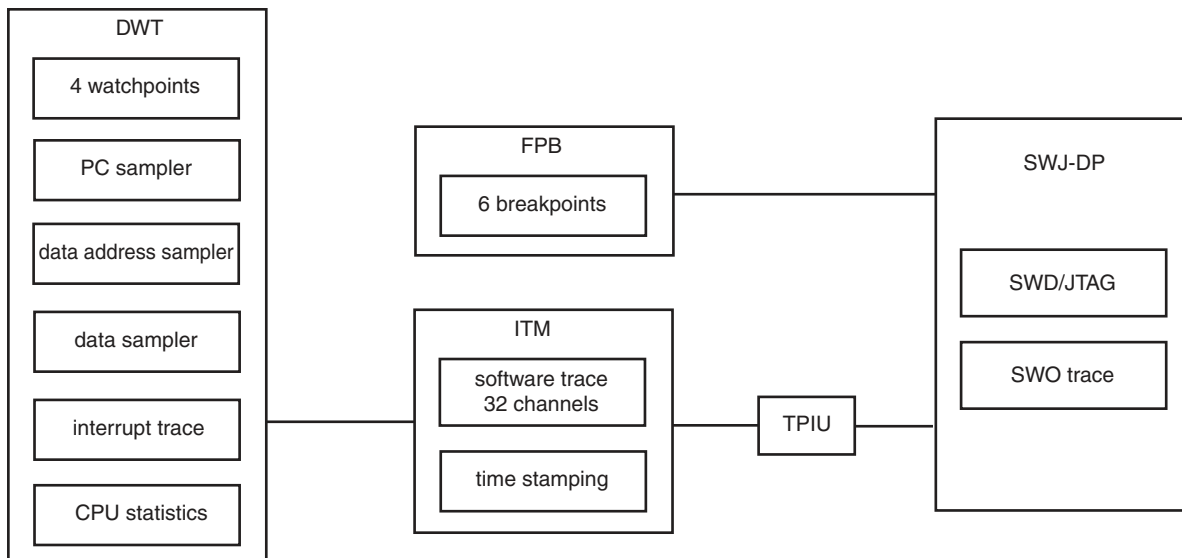 DWT
4 watchpoints
PC sampler
data address sampler
data sampler
interrupt trace
CPU statistics
FPB
6 breakpoints
ITM
software trace
32 channels
time stamping
TPIU
SWJ-DP
SWD/JTAG
SWO trace